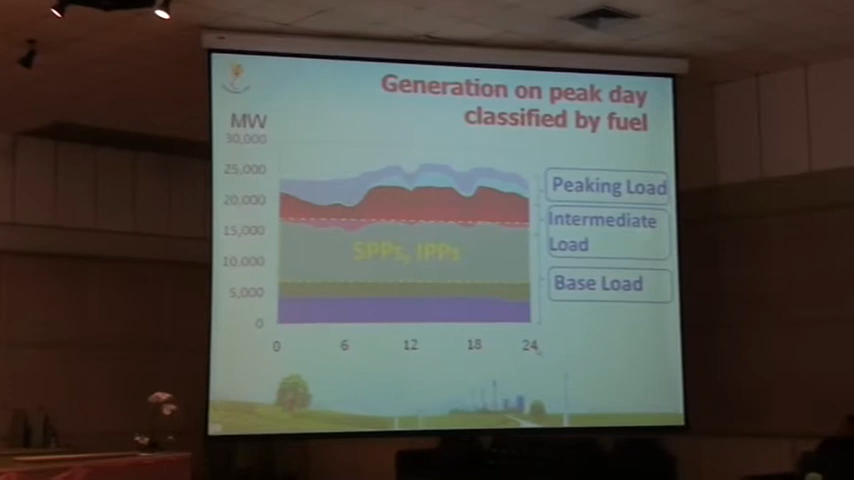 Generation on peak day
classified by fuel
MW
30,000
25,000
20,000
15,000
10,000
5,000
0
0 6 12 18 24
SPPs, IPPs
Peaking Load
Intermediate
Load
Base Load